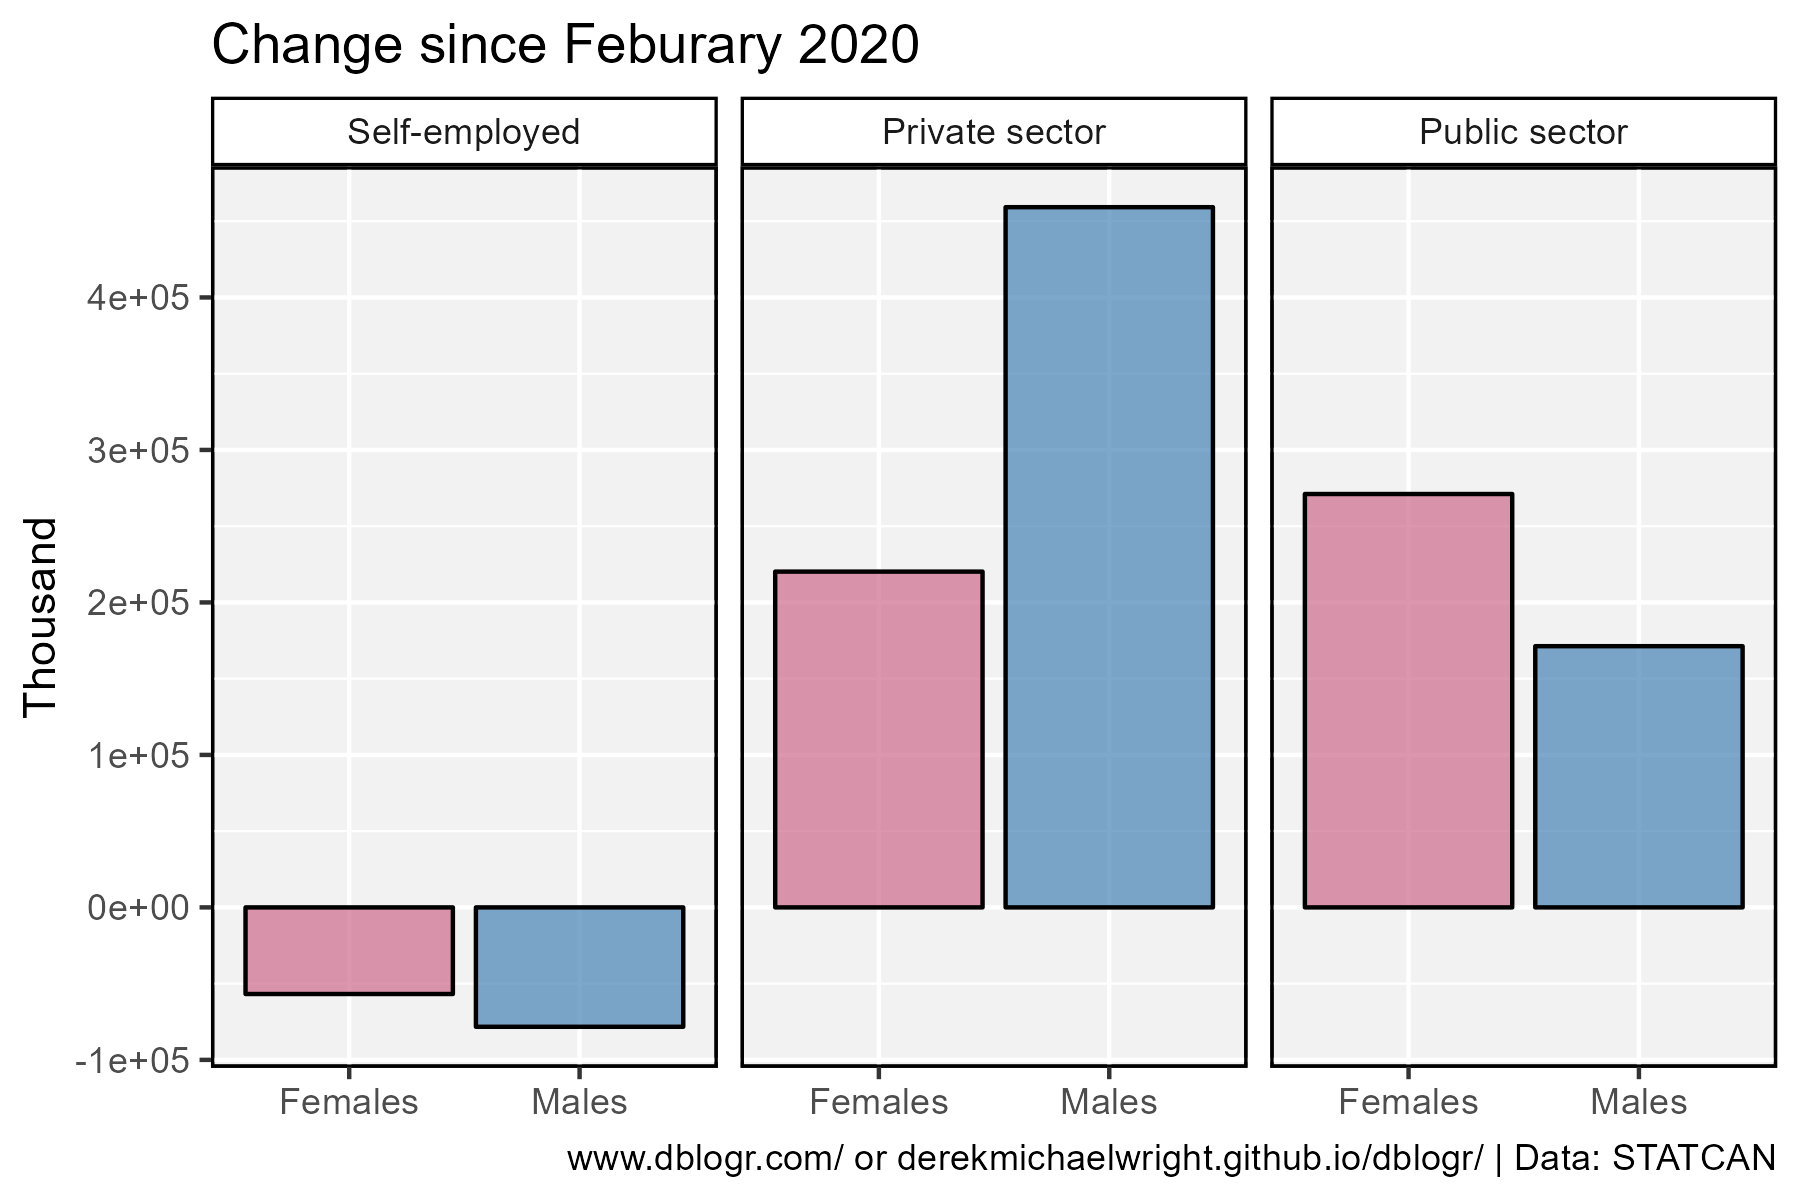 Change since Feburary 2020
Self-employed
Private sector
Public sector
Thousand
4e+05
3e+05
2e+05
1e+05
0e+00
-1e+05
Females
Males
Females
Males
Females
Males
www.dblogr.com/ or derekmichaelwright.github.io/dblogr/ | Data: STATCAN